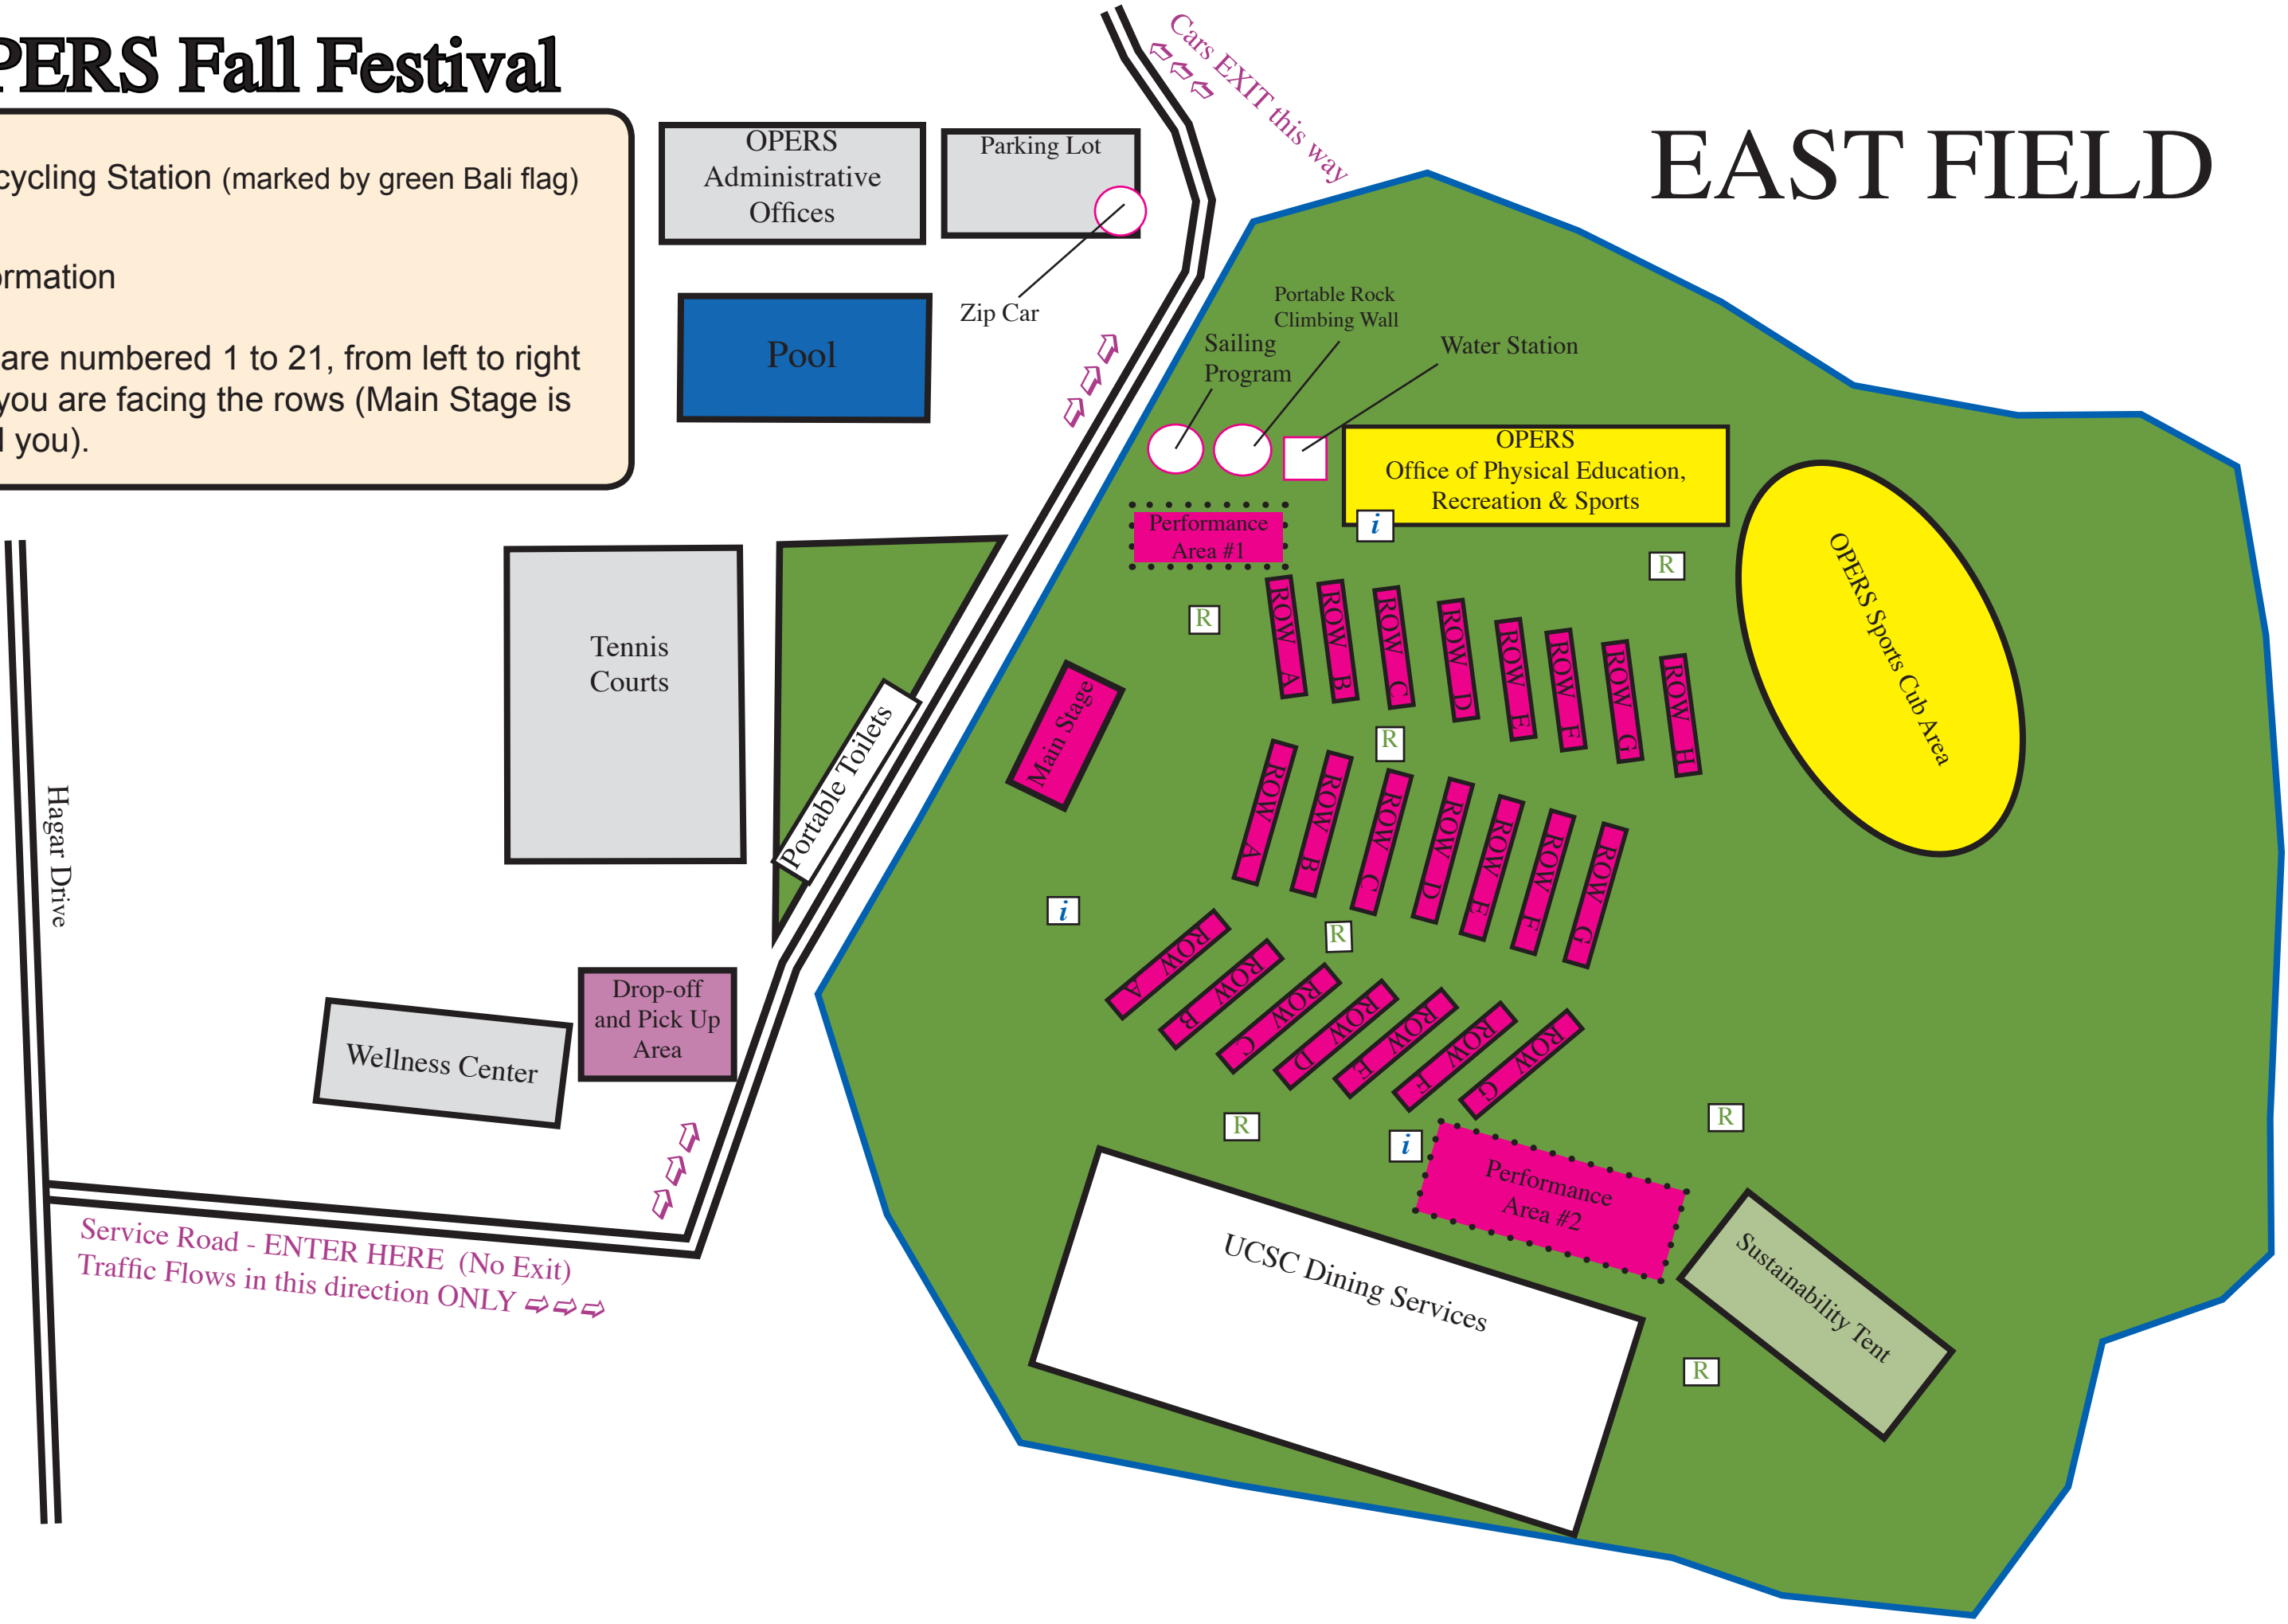 PERS Fall Festival
cycling Station (marked by green Bali flag)
ormation
are numbered 1 to 21, from left to right
you are facing the rows (Main Stage is
you).
EAST FIELD
Cars EXIT this way
OPERS
Administrative
Offices
Parking Lot
Zip Car
Pool
Portable Rock
Climbing Wall
Sailing
Program
Water Station
OPERS
Office of Physical Education,
Recreation & Sports
i
Performance
Area #1
R
R
OPERS Sports Cub Area
ROW A
ROW B
ROW C
ROW D
ROW E
ROW F
ROW G
ROW H
Tennis
Courts
Portable Toilets
Main Stage
R
ROW A
ROW B
ROW C
ROW D
ROW E
ROW F
ROW G
Hagar Drive
i
R
ROW A
ROW B
ROW C
ROW D
ROW E
ROW F
ROW G
Drop-off
and Pick Up
Area
Wellness Center
R
i
R
Performance
Area #2
Service Road - ENTER HERE (No Exit)
Traffic Flows in this direction ONLY
UCSC Dining Services
Sustainability Tent
R